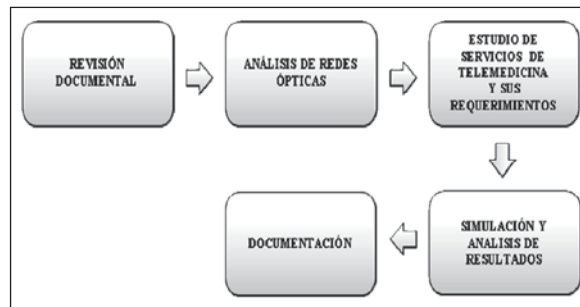 REVISIÓN
DOCUMENTAL
ANÁLISIS DE REDES
ÓPTICAS
ESTUDIO DE
SERVICIOS DE
TELEMEDICINA
Y SUS
REQUERIMIENTOS
SIMULACIÓN Y
ANALISIS DE
RESULTADOS
DOCUMENTACIÓN